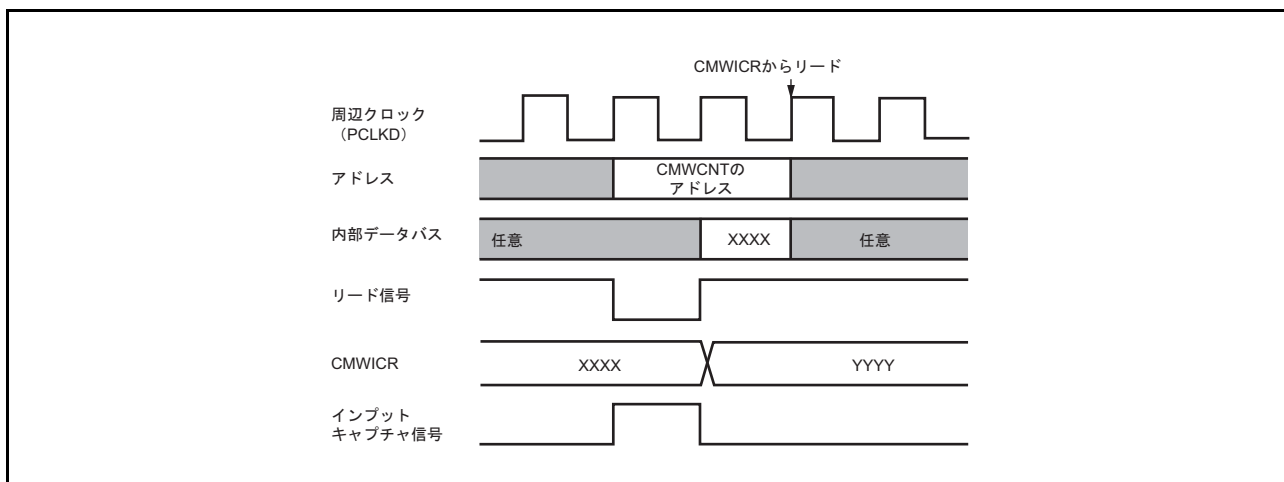 CMWICRからリード
周辺クロック
（PCLKD）
アドレス
CMWCNTの
アドレス
内部データバス
任意
XXXX
任意
リード信号
CMWICR
XXXX
YYYY
インプット
キャプチャ信号